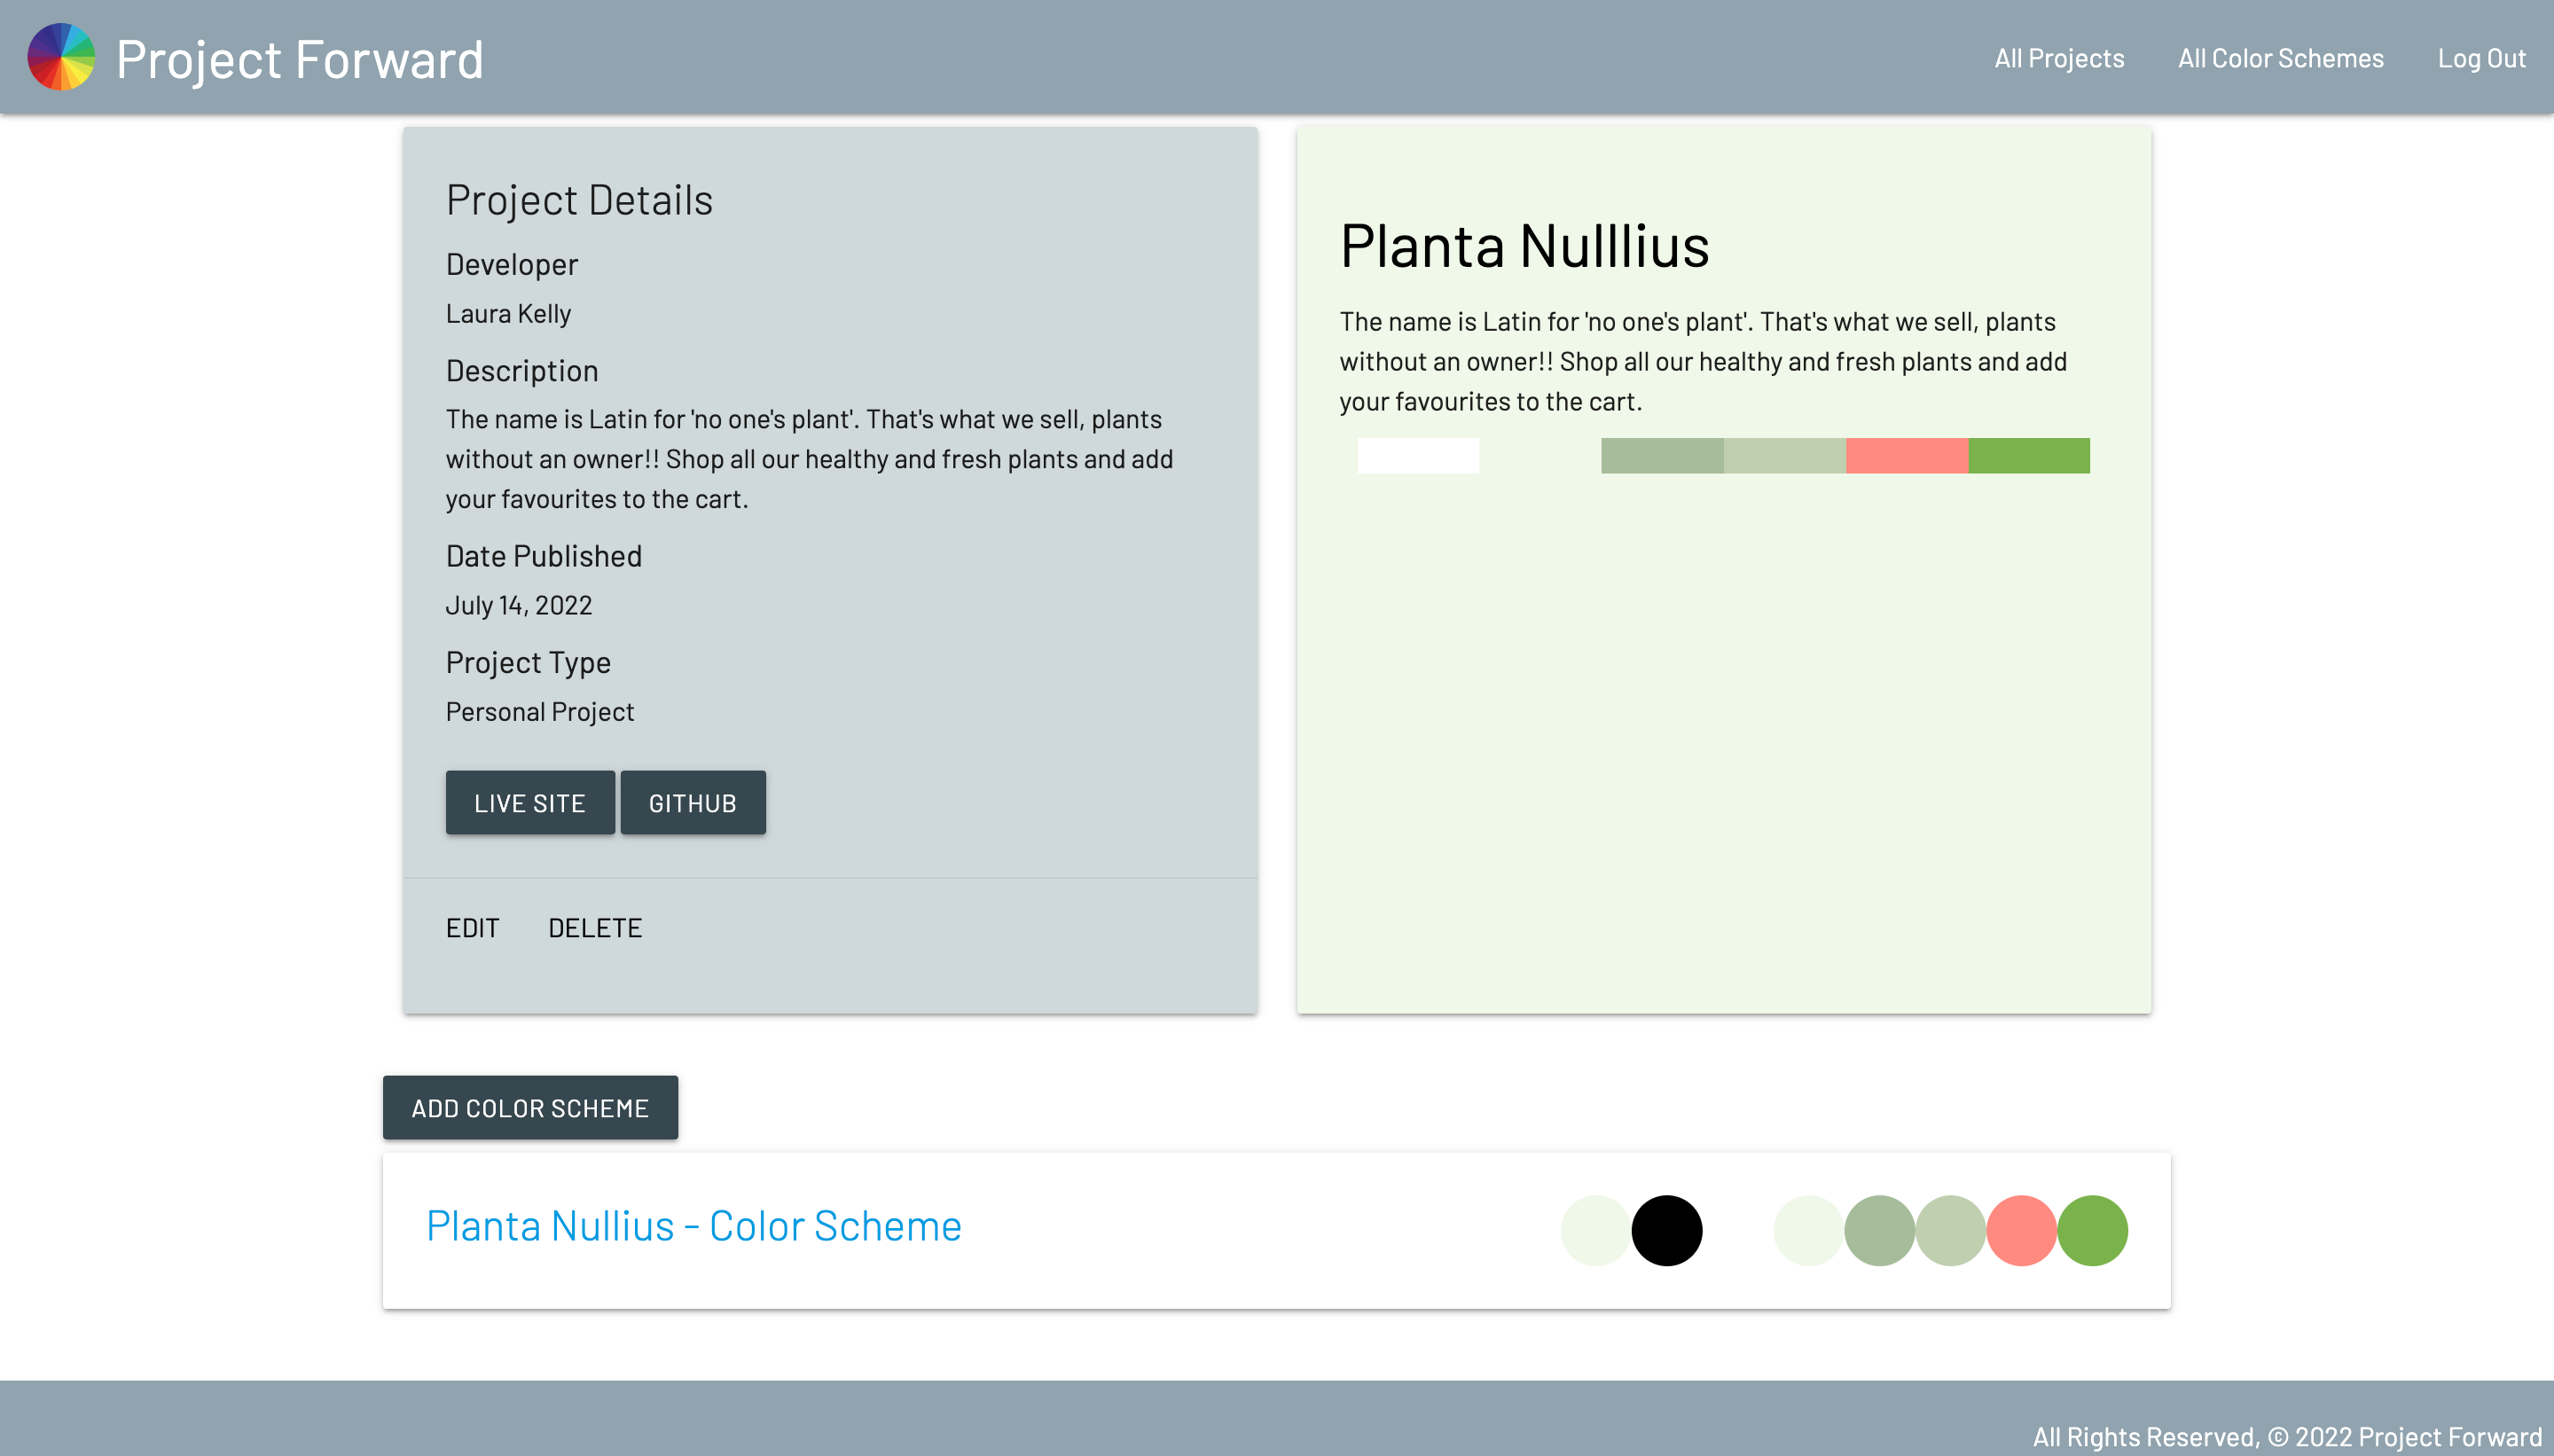 Project Forward
All Projects
All Color Schemes
Log Out
Project Details
Developer
Laura Kelly
Description
The name is Latin for 'no one's plant'. That's what we sell, plants
without an owner!! Shop all our healthy and fresh plants and add
your favourites to the cart.
Date Published
July 14, 2022
Project Type
Personal Project
LIVE SITE
GITHUB
EDIT
DELETE
Planta Nulllius
The name is Latin for 'no one's plant'. That's what we sell, plants
without an owner!! Shop all our healthy and fresh plants and add
your favourites to the cart.
ADD COLOR SCHEME
Planta Nullius - Color Scheme
All Rights Reserved, © 2022 Project Forward